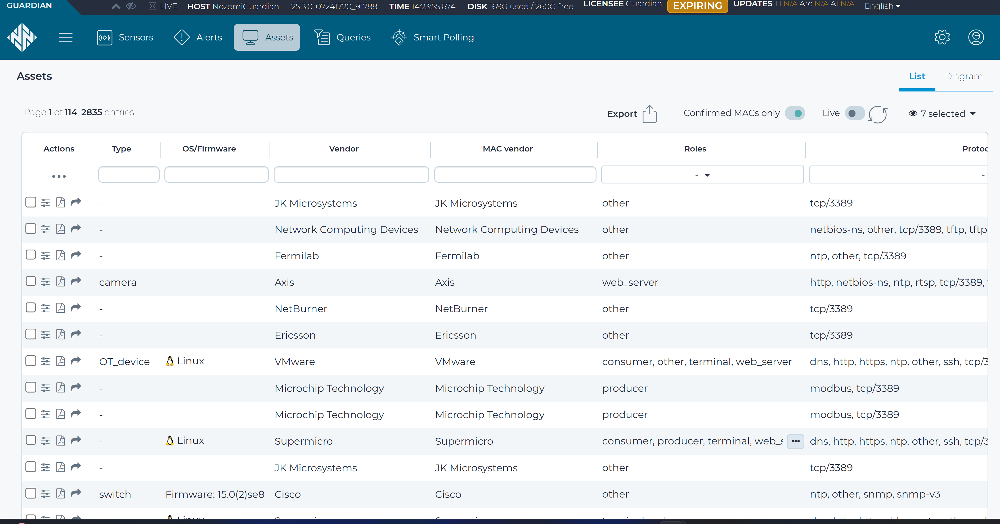 GUARDIAN
LIVE HOST NozomiGuardian 25.3.0-07241720_91788 TIME 14:23:55.674 DISK 169G used / 260G free LICENSEE Guardian EXPIRING UPDATES TI N/A Arc N/A AI N/A English
Sensors Alerts Assets Queries Smart Polling
Assets List Diagram
Page 1 of 114, 2835 entries Export Confirmed MACs only Live 7 selected
Actions Type OS/Firmware Vendor MAC vendor Roles Protoc
- -
- JK Microsystems JK Microsystems other tcp/3389
- Network Computing Devices Network Computing Devices other netbios-ns, other, tcp/3389, tftp, tftp
- Fermilab Fermilab other ntp, other, tcp/3389
camera Axis Axis web_server http, netbios-ns, ntp, rtsp, tcp/3389,
- NetBurner NetBurner other tcp/3389
- Ericsson Ericsson other tcp/3389
OT_device Linux VMware VMware consumer, other, terminal, web_server dns, http, https, ntp, other, ssh, tcp/3
- Microchip Technology Microchip Technology producer modbus, tcp/3389
- Microchip Technology Microchip Technology producer modbus, tcp/3389
- Linux Supermicro Supermicro consumer, producer, terminal, web_s ... dns, http, https, ntp, other, ssh, tcp/3
- JK Microsystems JK Microsystems other tcp/3389
switch Firmware: 15.0(2)se8 Cisco Cisco other ntp, other, snmp, snmp-v3